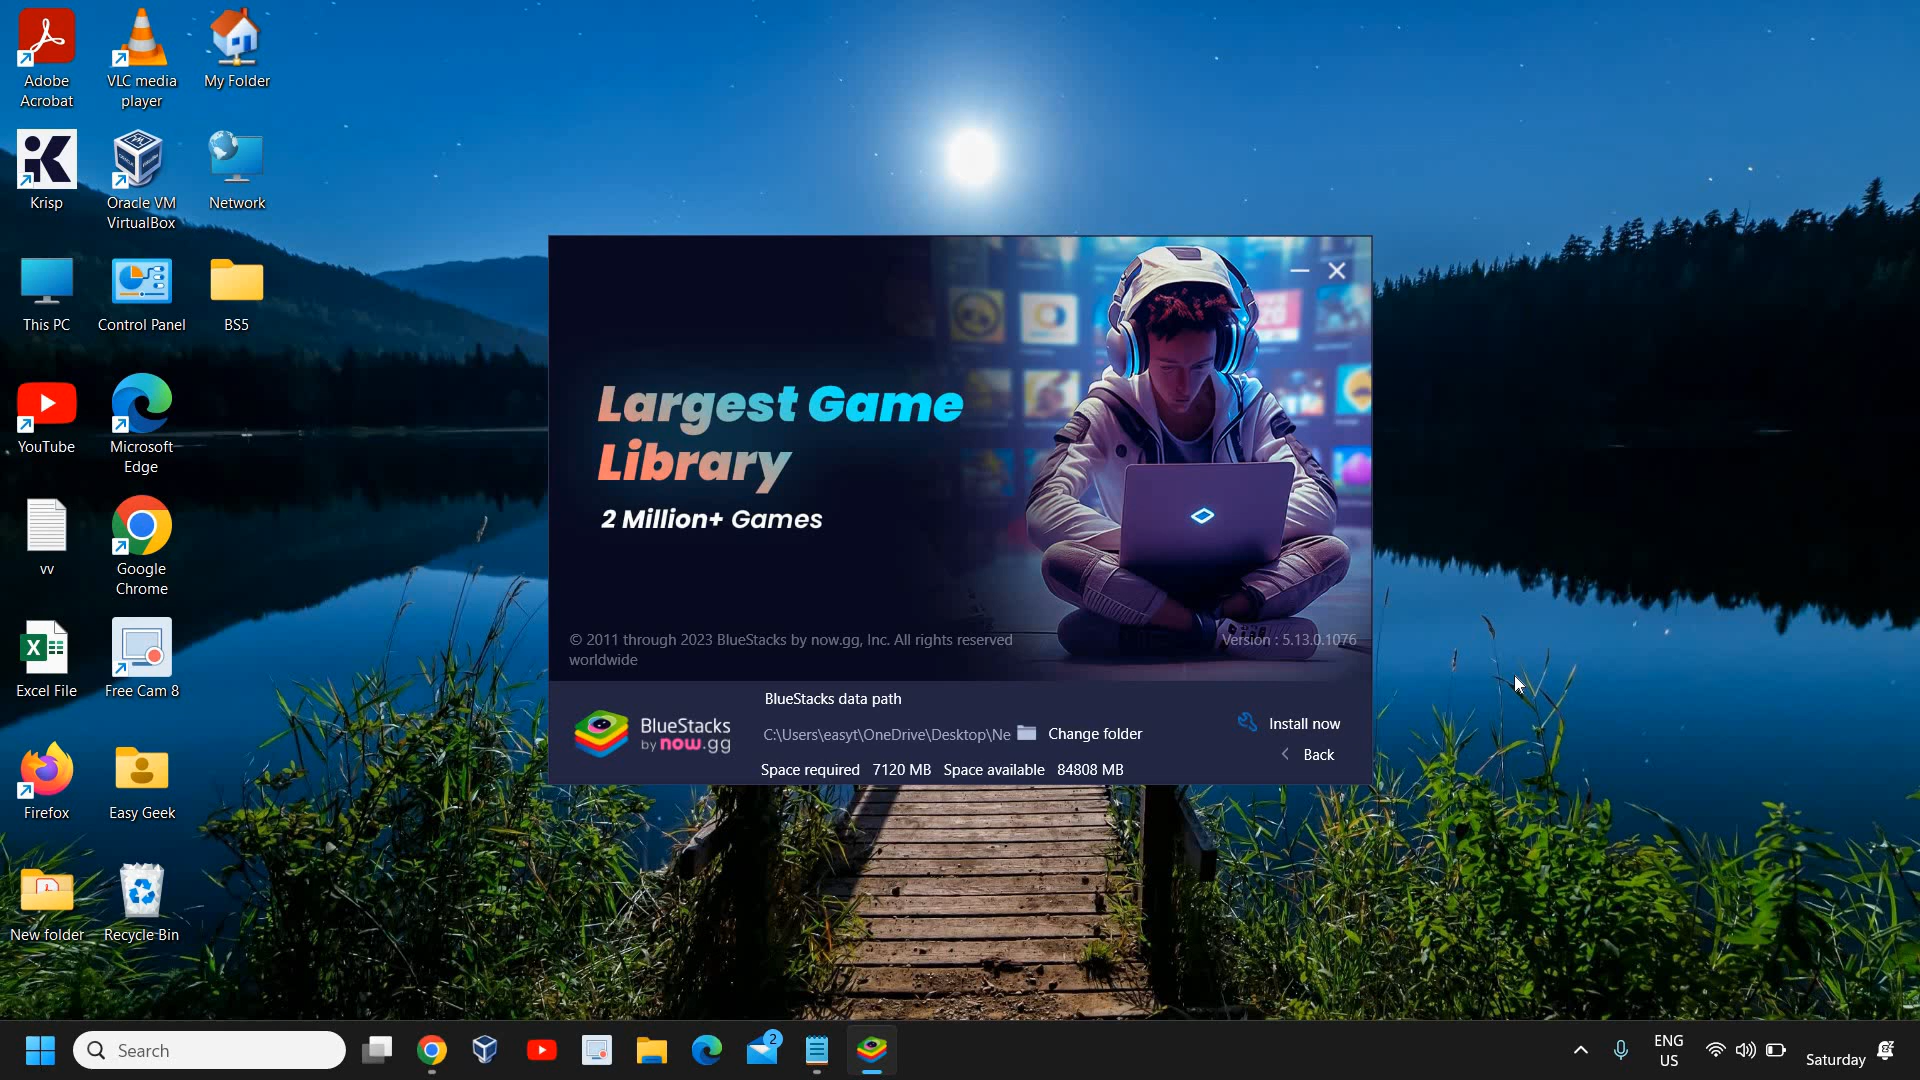 Adobe
Acrobat
VLC media
player
My Folder
Krisp
Oracle VM
VirtualBox
Network
This PC
Control Panel
BS5
YouTube
Microsoft
Edge
vv
Google
Chrome
Excel File
Free Cam 8
Firefox
Easy Geek
New folder
Recycle Bin
Largest Game
Library
2 Million+ Games
© 2011 through 2023 BlueStacks by now.gg, Inc. All rights reserved
worldwide
Version : 5.13.0.1076
BlueStacks
by now.gg
BlueStacks data path
C:\Users\easyt\OneDrive\Desktop\Ne
Change folder
Space required 7120 MB Space available 84808 MB
Install now
Back
Search
2
ENG
US
Saturday